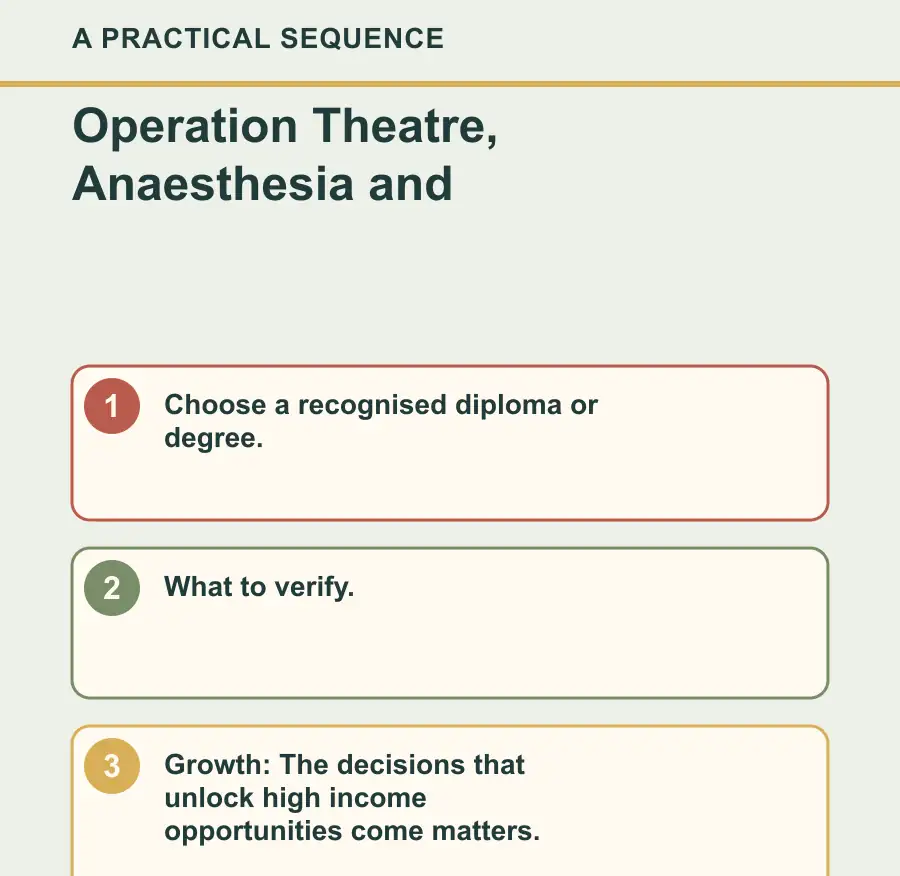 A PRACTICAL SEQUENCE
Operation Theatre,
Anaesthesia and
1
Choose a recognised diploma or
degree.
2
What to verify.
3
Growth: The decisions that
unlock high income
opportunities come matters.